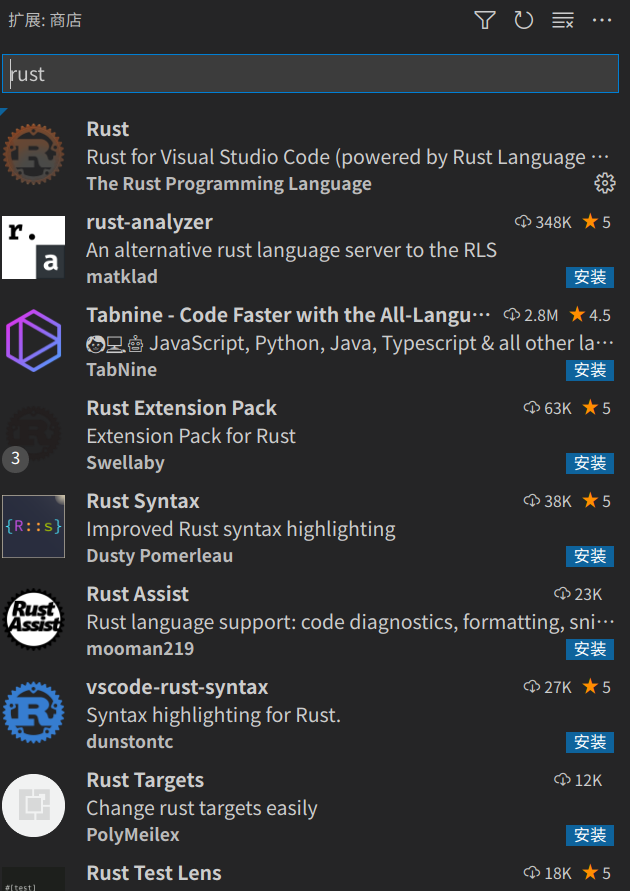 扩展: 商店
rust
Rust
Rust for Visual Studio Code (powered by Rust Language ···
The Rust Programming Language
rust-analyzer 348K 5
r.
a
An alternative rust language server to the RLS
matklad 安装
Tabnine - Code Faster with the All-Langu··· 2.8M 4.5
JavaScript, Python, Java, Typescript & all other la···
TabNine 安装
Rust Extension Pack 63K 5
Extension Pack for Rust
3
Swellaby 安装
Rust Syntax 38K 5
{R::s}
Improved Rust syntax highlighting
Dusty Pomerleau 安装
Rust Assist 23K
Rust
Assist
Rust language support: code diagnostics, formatting, sni···
mooman219 安装
vscode-rust-syntax 27K 5
R
Syntax highlighting for Rust.
dunstontc 安装
Rust Targets 12K
Change rust targets easily
PolyMeilex 安装
Rust Test Lens 18K 5
#[test]